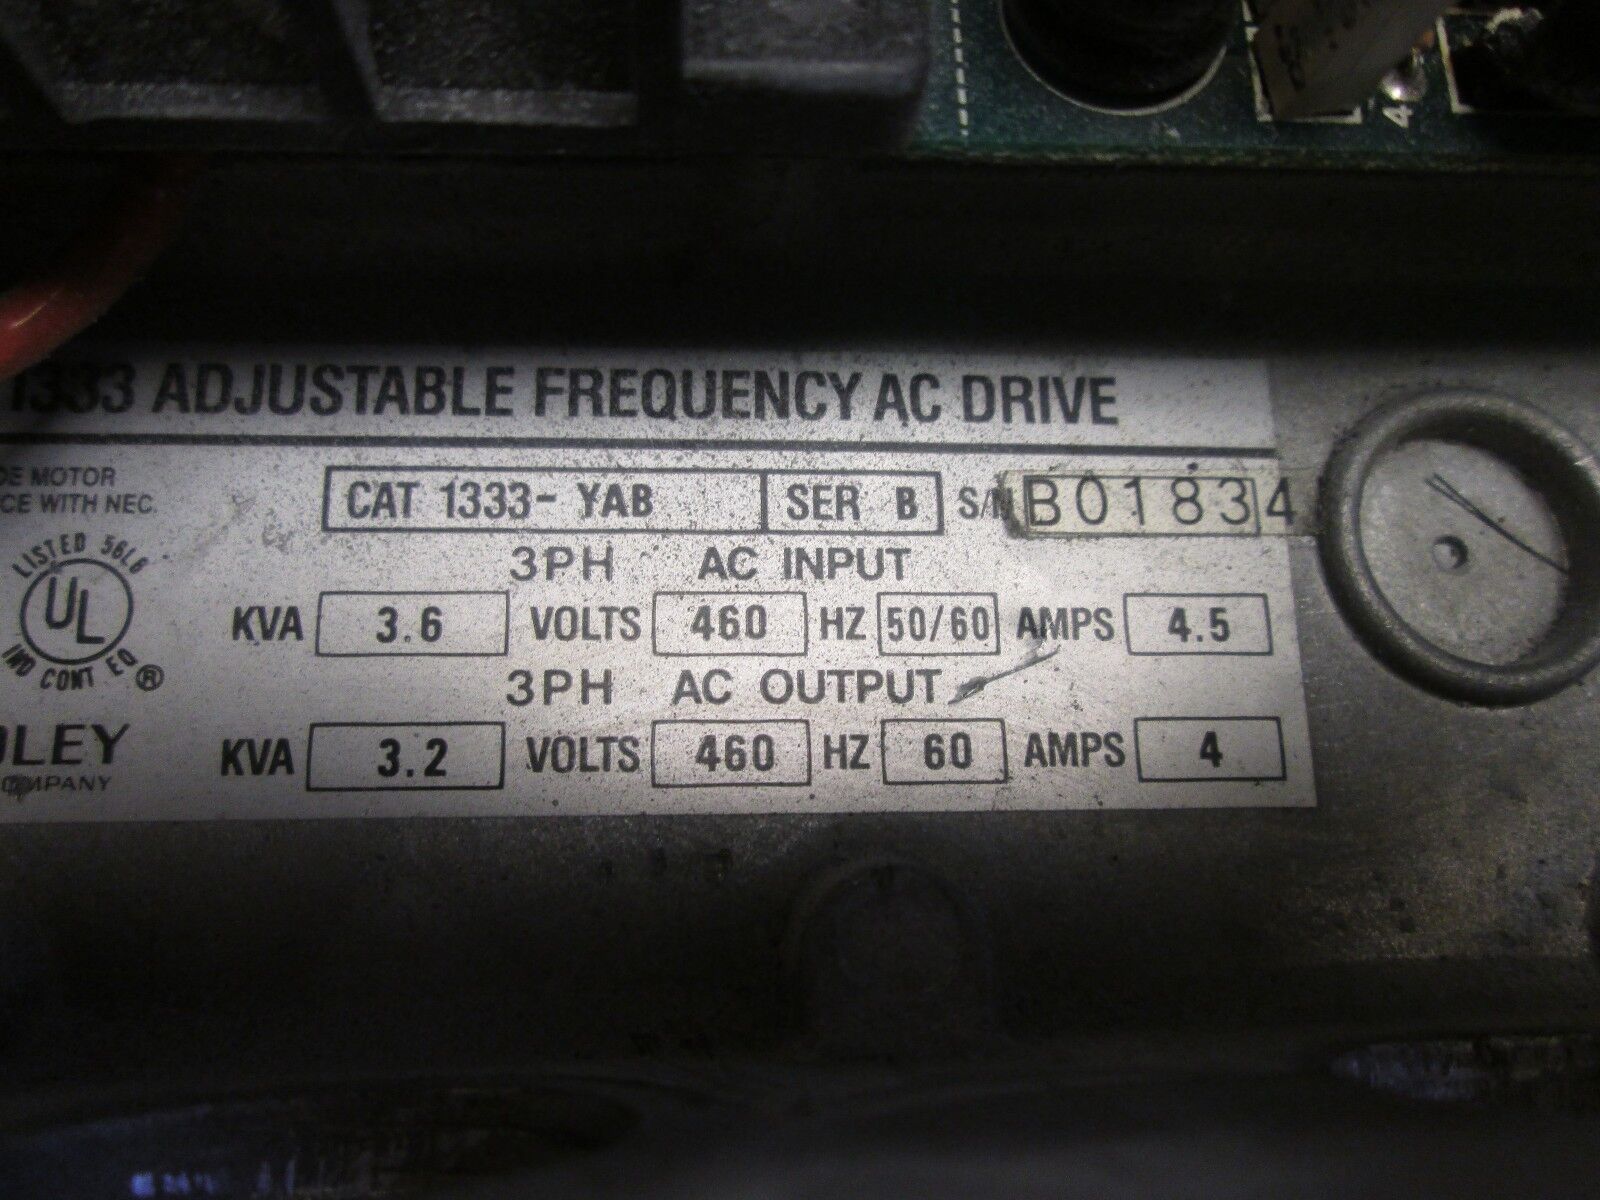 4
1333 ADJUSTABLE FREQUENCY AC DRIVE
DE MOTOR
CE WITH NEC.
CAT 1333- YAB SER B S/N B01834
LISTED 56L6
UL
IND CONT EQ ®
3PH AC INPUT
KVA 3.6 VOLTS 460 HZ 50/60 AMPS 4.5
3PH AC OUTPUT
KVA 3.2 VOLTS 460 HZ 60 AMPS 4
DLEY
COMPANY